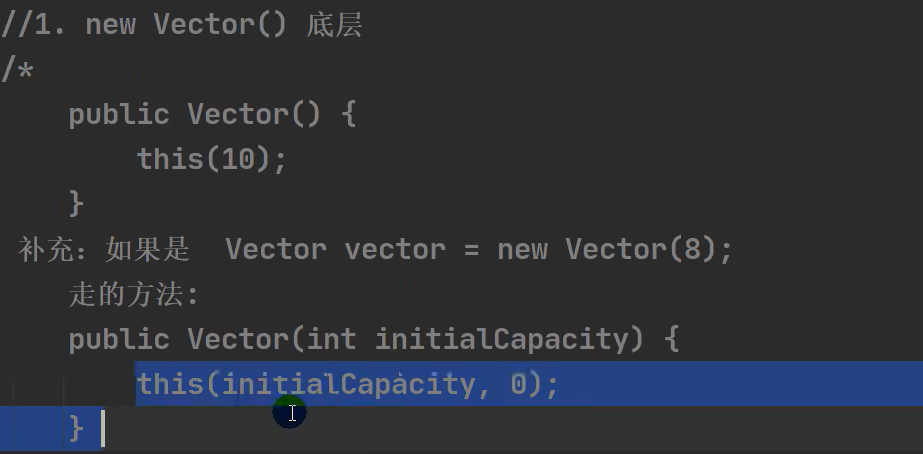 //1. new Vector() 底层
/*
public Vector() {
this(10);
}
补充：如果是 Vector vector = new Vector(8);
走的方法:
public Vector(int initialCapacity) {
this(initialCapacity, 0);
}